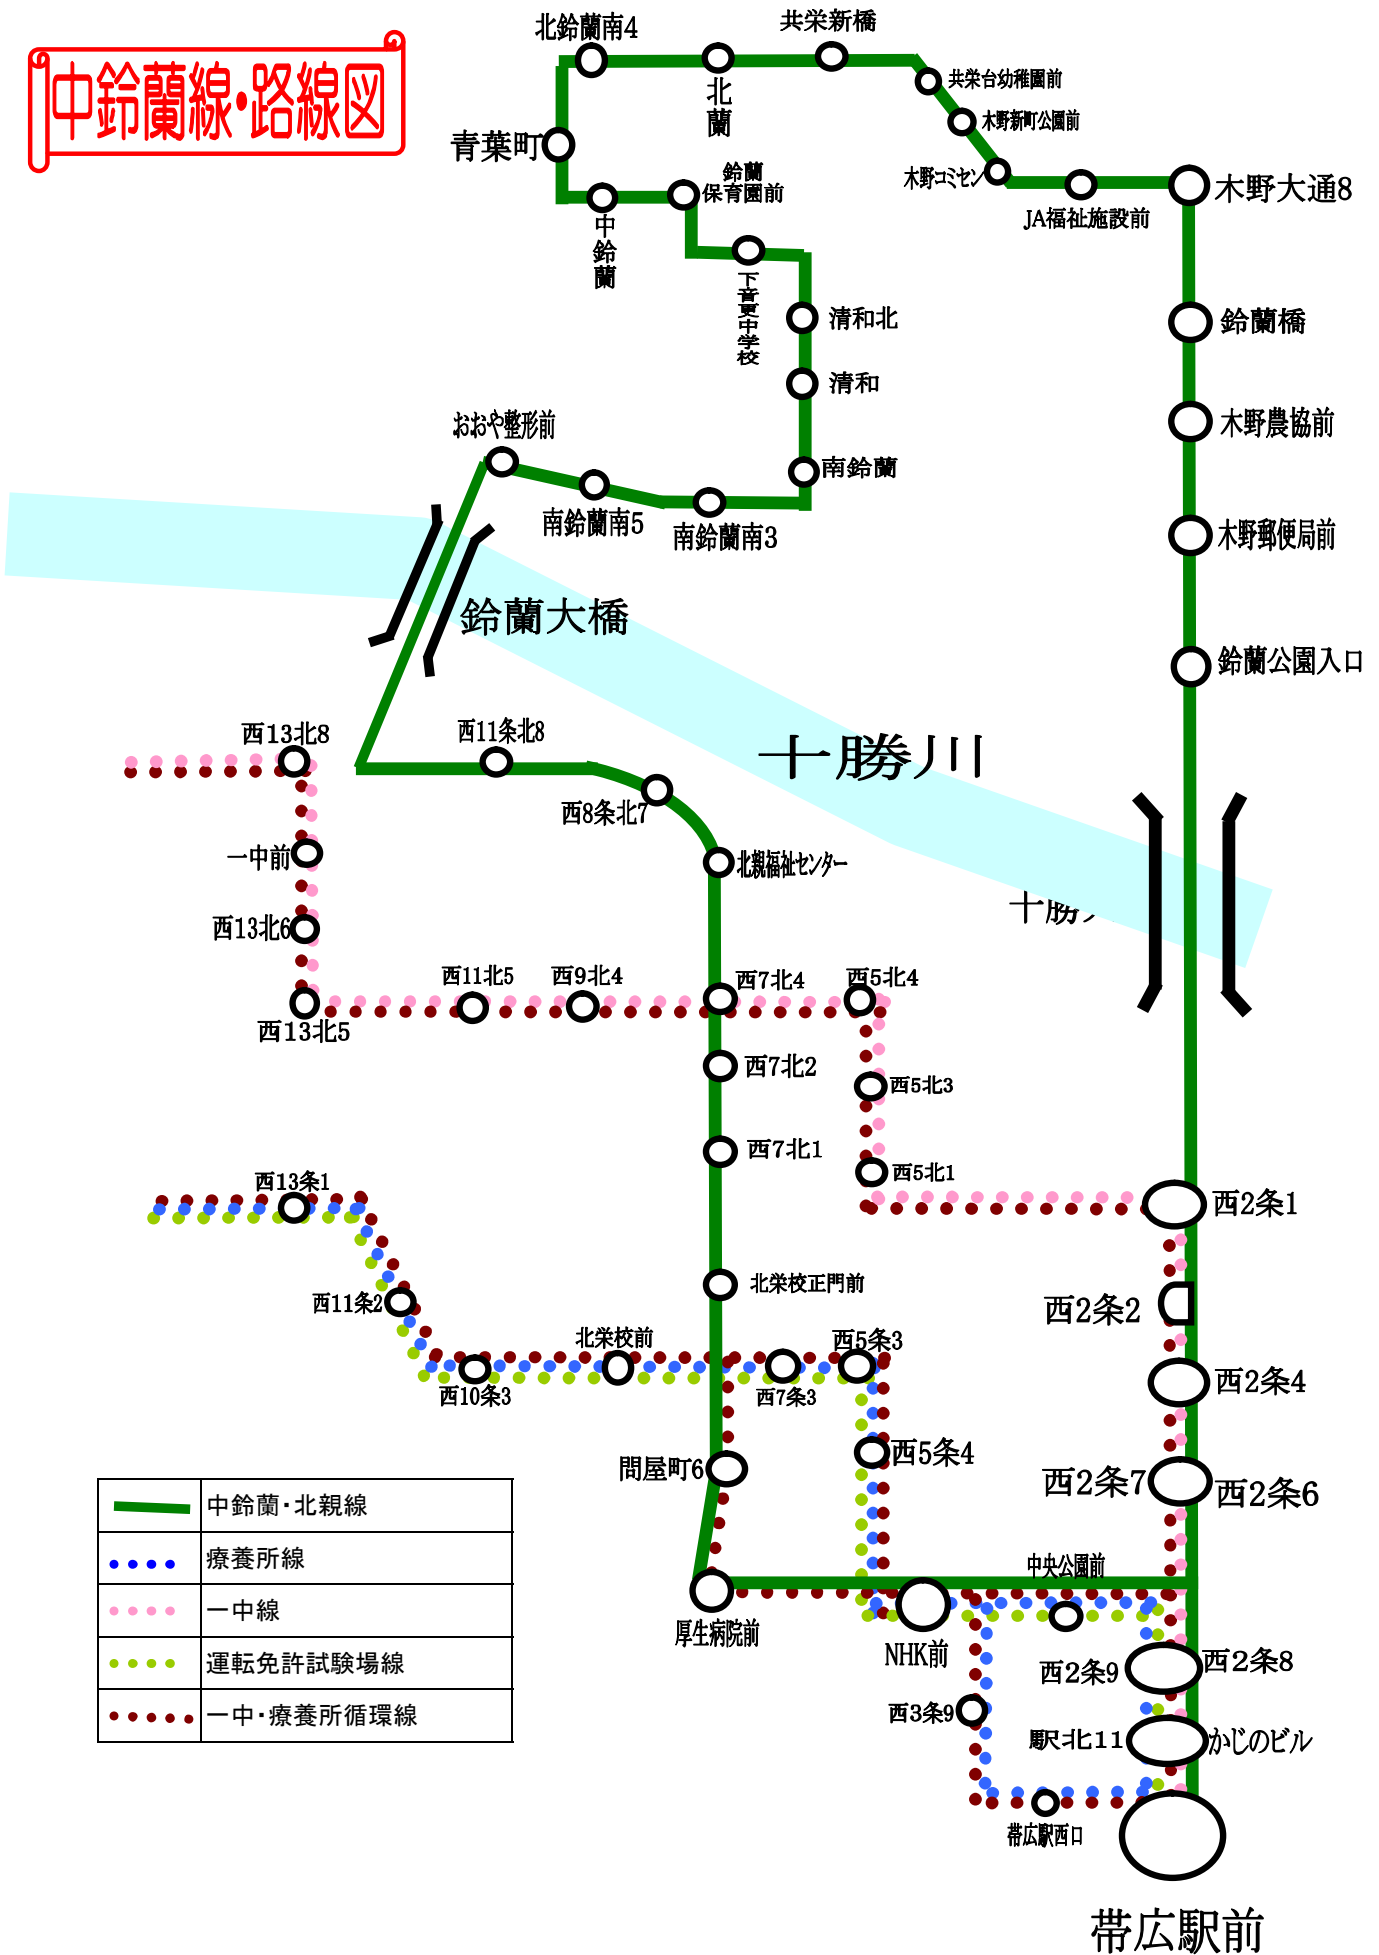 中鈴蘭線・路線図
北鈴蘭南4
共栄新橋
北蘭
共栄台幼稚園前
木野新町公園前
青葉町
鈴蘭
保育園前
木野コミセン
木野大通8
JA福祉施設前
中鈴蘭
下音更中学校
清和北
鈴蘭橋
清和
おおや整形前
木野農協前
南鈴蘭
南鈴蘭南5
南鈴蘭南3
木野郵便局前
鈴蘭大橋
鈴蘭公園入口
西13北8
西11条北8
十勝川
西8条北7
一中前
北親福祉センター
十勝川
西13北6
西11北5
西9北4
西7北4
西5北4
西13北5
西7北2
西5北3
西7北1
西5北1
西13条1
西2条1
北栄校正門前
西11条2
西2条2
北栄校前
西5条3
西10条3
西7条3
西2条4
西5条4
問屋町6
西2条7
西2条6
中鈴蘭・北親線
療養所線
一中線
運転免許試験場線
一中・療養所循環線
中央公園前
厚生病院前
NHK前
西2条9
西2条8
西3条9
駅北11
かじのビル
帯広駅西口
帯広駅前